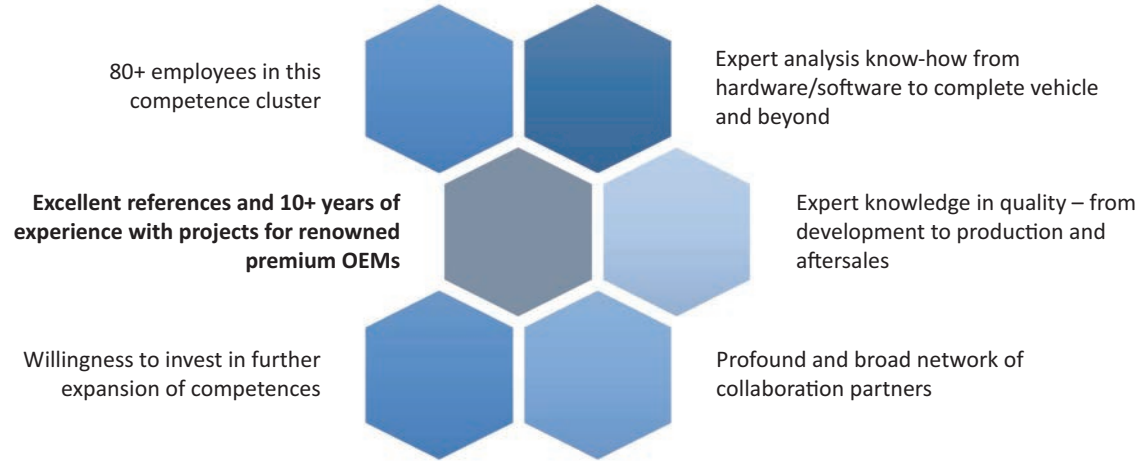 80+ employees in this
competence cluster
Expert analysis know-how from
hardware/software to complete vehicle
and beyond
Excellent references and 10+ years of
experience with projects for renowned
premium OEMs
Expert knowledge in quality – from
development to production and
aftersales
Willingness to invest in further
expansion of competences
Profound and broad network of
collaboration partners